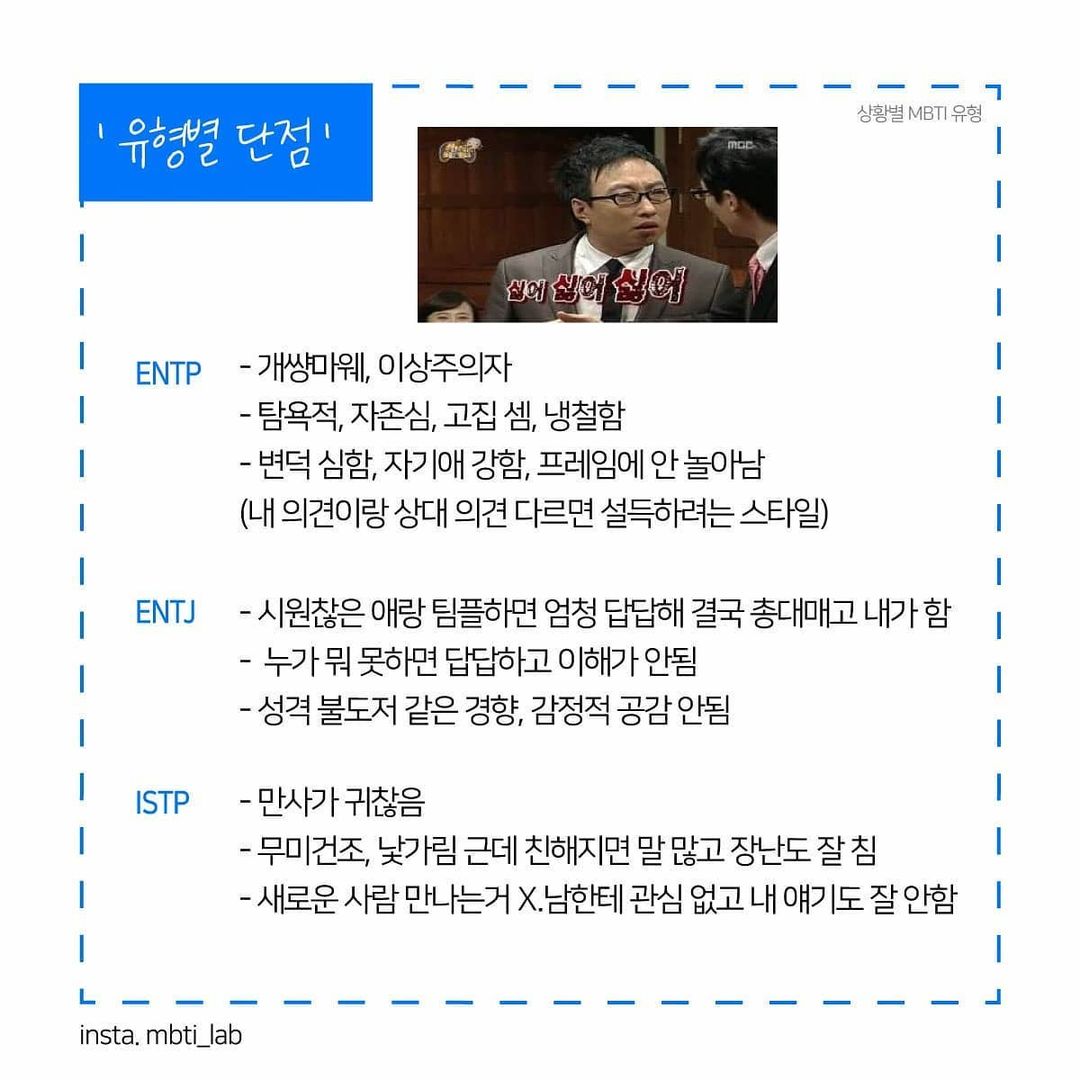 ' 유형별 단점 '
상황별 MBTI 유형
MBC
싫어 싫어 싫어
ENTP
- 개썅마웨, 이상주의자
- 탐욕적, 자존심, 고집 셈, 냉철함
- 변덕 심함, 자기애 강함, 프레임에 안 놀아남
(내 의견이랑 상대 의견 다르면 설득하려는 스타일)
ENTJ
- 시원찮은 애랑 팀플하면 엄청 답답해 결국 총대매고 내가 함
- 누가 뭐 못하면 답답하고 이해가 안됨
- 성격 불도저 같은 경향, 감정적 공감 안됨
ISTP
- 만사가 귀찮음
- 무미건조, 낯가림 근데 친해지면 말 많고 장난도 잘 침
- 새로운 사람 만나는거 X.남한테 관심 없고 내 얘기도 잘 안함
insta. mbti_lab